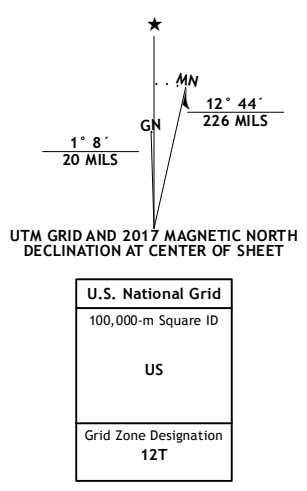 ★
MN
GN
12° 44´
226 MILS
1° 8´
20 MILS
UTM GRID AND 2017 MAGNETIC NORTH
DECLINATION AT CENTER OF SHEET
U.S. National Grid
100,000-m Square ID
US
Grid Zone Designation
12T